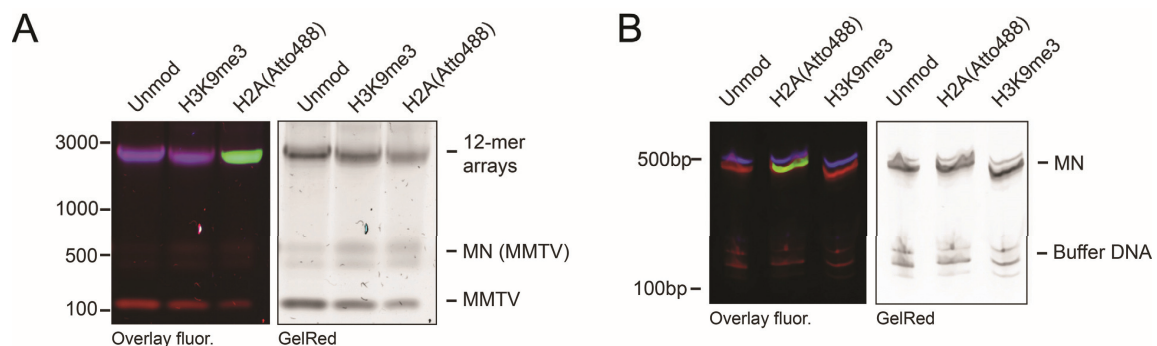 A
Unmod
H3K9me3
H2A(Atto488)
Unmod
H3K9me3
H2A(Atto488)
3000
1000
500
100
12-mer
arrays
MN (MMTV)
MMTV
Overlay fluor.
GelRed
B
Unmod
H2A(Atto488)
H3K9me3
Unmod
H2A(Atto488)
H3K9me3
500bp
100bp
MN
Buffer DNA
Overlay fluor.
GelRed